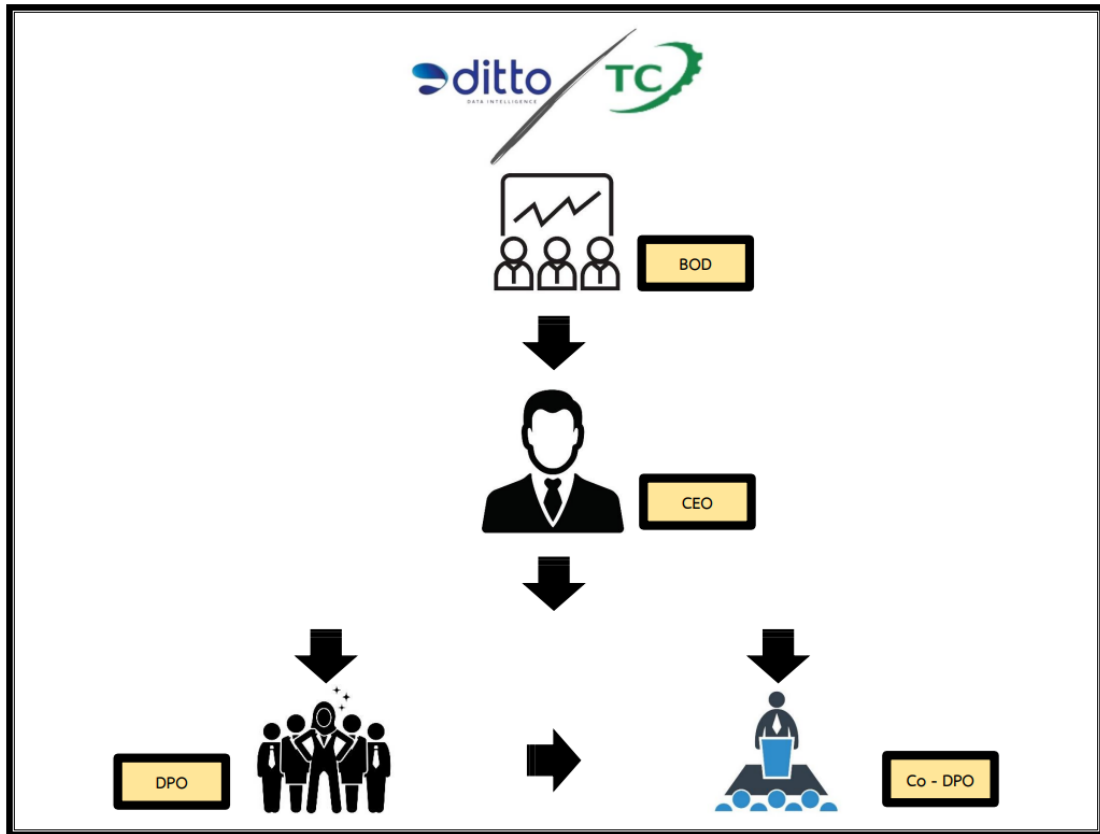 ditto
DATA INTELLIGENCE
TC
BOD
CEO
DPO
Co - DPO